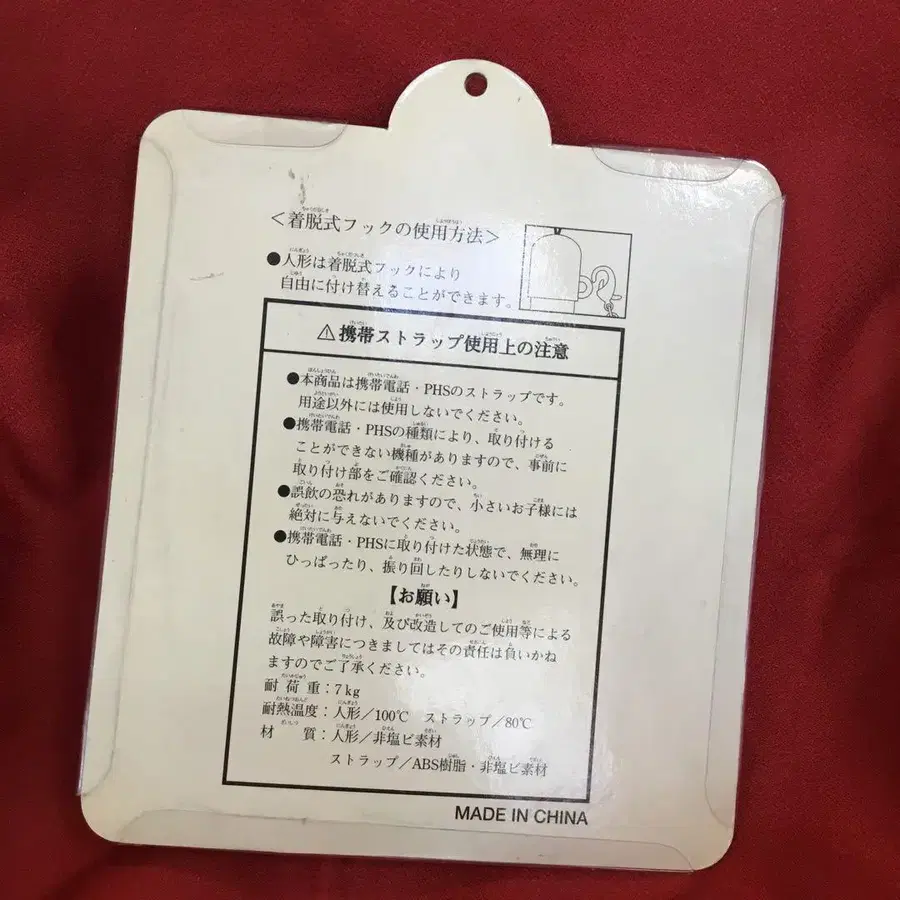 ＜着脱式フックの使用方法＞
●人形は着脱式フックにより
自由に付け替えることができます。
⚠携帯ストラップ使用上の注意
●本商品は携帯電話・PHSのストラップです。
用途以外には使用しないでください。
●携帯電話・PHSの種類により、取り付ける
ことができない機種がありますので、事前に
取り付け部をご確認ください。
●誤飲の恐れがありますので、小さいお子様には
絶対に与えないでください。
●携帯電話・PHSに取り付けた状態で、無理に
ひっぱったり、振り回したりしないでください。
【お願い】
誤った取り付け、及び改造してのご使用等による
故障や障害につきましてはその責任は負いかね
ますのでご了承ください。
耐荷重：7kg
耐熱温度：人形／100℃ ストラップ／80℃
材質：人形／非塩ビ素材
ストラップ／ABS樹脂・非塩ビ素材
MADE IN CHINA